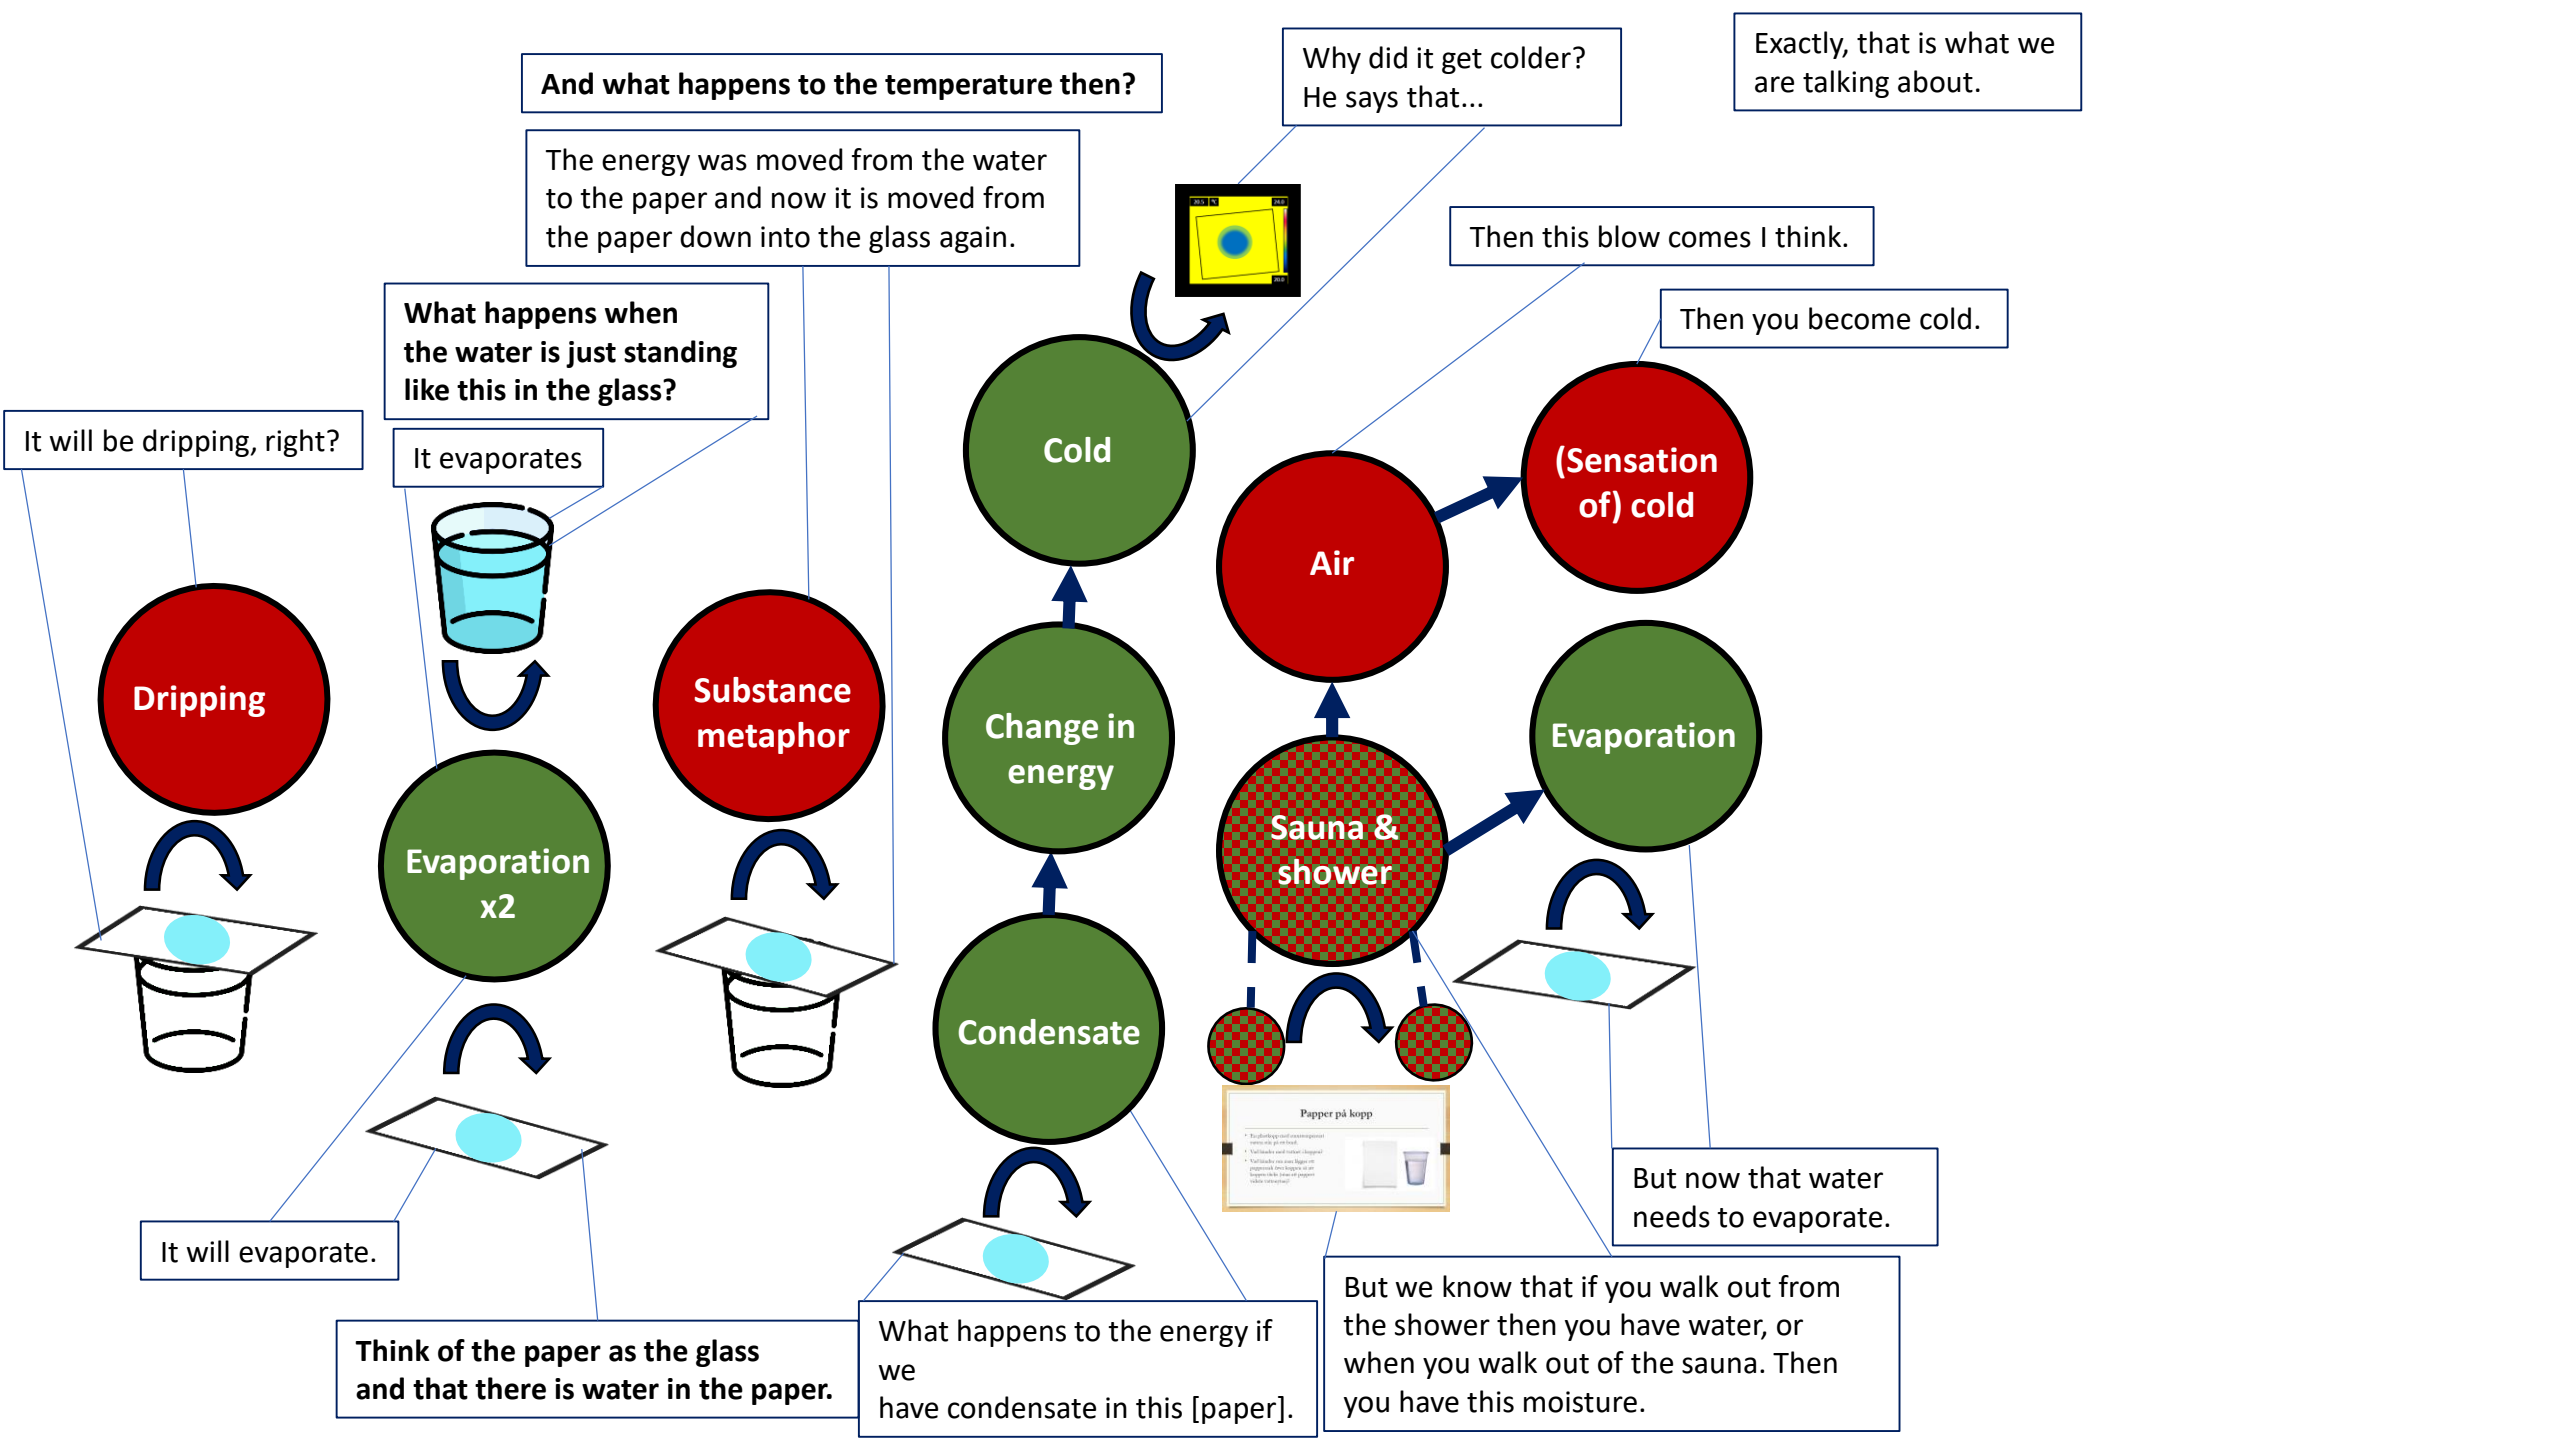 Exactly, that is what we
are talking about.
Why did it get colder?
He says that...
And what happens to the temperature then?
The energy was moved from the water
to the paper and now it is moved from
the paper down into the glass again.
Then this blow comes I think.
Then you become cold.
What happens when
the water is just standing
like this in the glass?
It will be dripping, right?
It evaporates
20.5
°C
Cold
(Sensation
of) cold
Air
Dripping
Substance
metaphor
Change in
energy
Evaporation
Evaporation
x2
Sauna &
shower
Condensate
Papper på kopp
But now that water
needs to evaporate.
It will evaporate.
Think of the paper as the glass
and that there is water in the paper.
What happens to the energy if
we
have condensate in this [paper].
But we know that if you walk out from
the shower then you have water, or
when you walk out of the sauna. Then
you have this moisture.